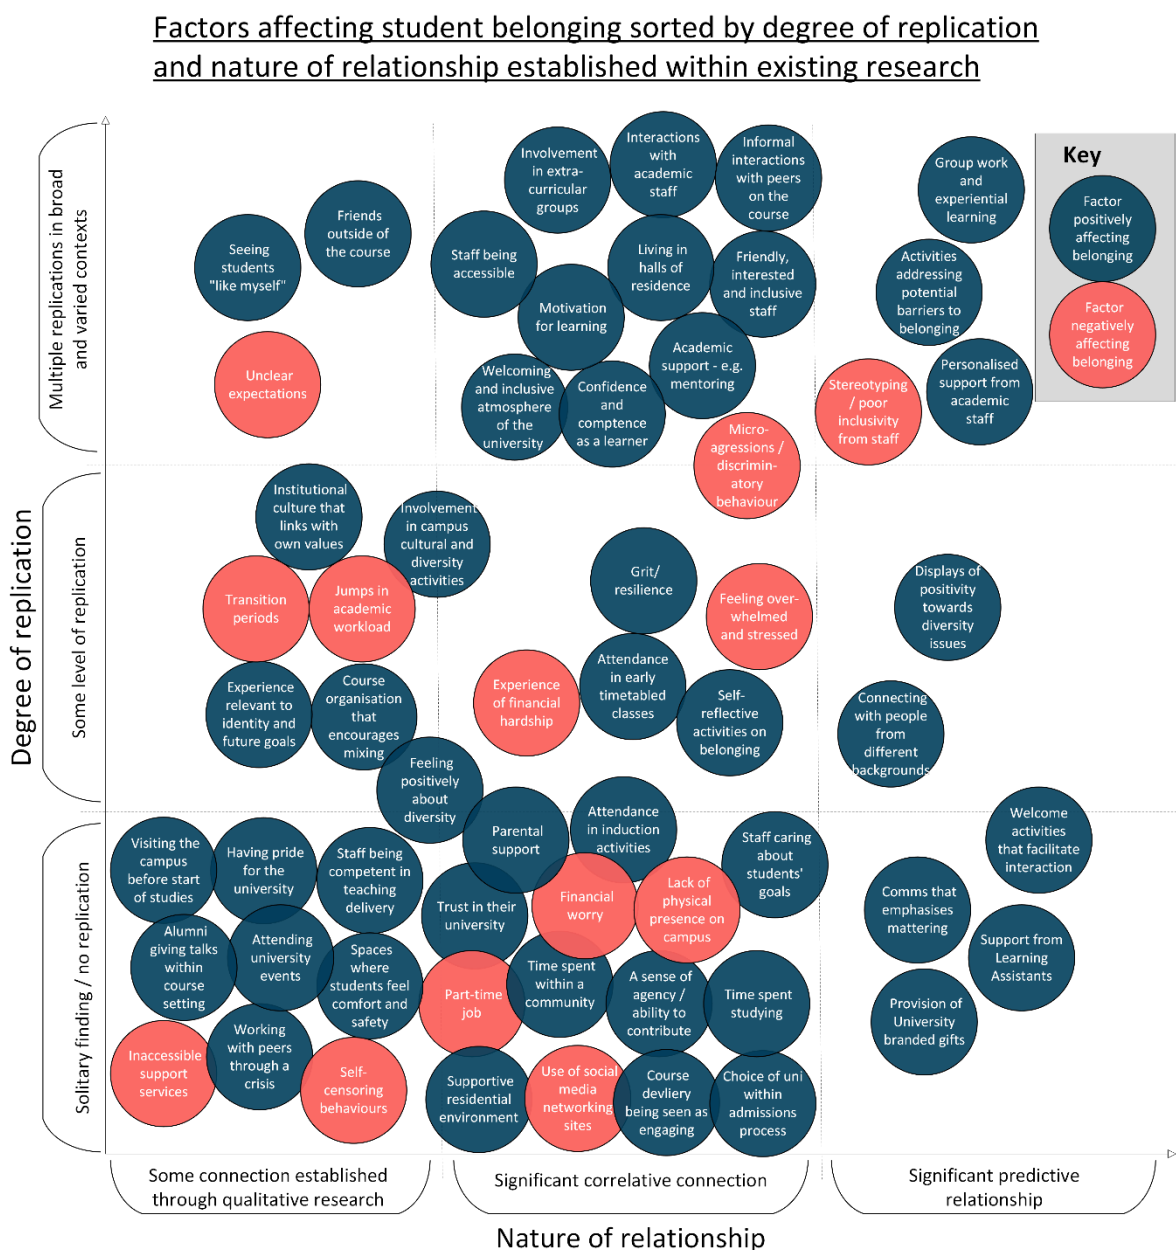 Factors affecting student belonging sorted by degree of replication
and nature of relationship established within existing research
Degree of replication
Multiple replications in broad
and varied contexts
Some level of replication
Solitary finding / no replication
Seeing
students
"like myself"
Friends
outside of
the course
Unclear
expectations
Involvement
in extra-
curricular
groups
Interactions
with
academic
staff
Informal
interactions
with peers
on the
course
Staff being
accessible
Living in
halls of
residence
Friendly,
interested
and inclusive
staff
Motivation
for learning
Academic
support - e.g.
mentoring
Welcoming
and inclusive
atmosphere
of the
university
Confidence
and
comptence
as a learner
Micro-
agressions /
discrimin-
atory
behaviour
Group work
and
experiential
learning
Activities
addressing
potential
barriers to
belonging
Stereotyping
/ poor
inclusivity
from staff
Personalised
support from
academic
staff
Key
Factor
positively
affecting
belonging
Factor
negatively
affecting
belonging
Institutional
culture that
links with
own values
Involvement
in campus
cultural and
diversity
activities
Transition
periods
Jumps in
academic
workload
Experience
relevant to
identity and
future goals
Course
organisation
that
encourages
mixing
Feeling
positively
about
diversity
Grit/
resilience
Feeling over-
whelmed
and stressed
Experience
of financial
hardship
Attendance
in early
timetabled
classes
Self-
reflective
activities on
belonging
Displays of
positivity
towards
diversity
issues
Connecting
with people
from
different
backgrounds
Visiting the
campus
before start
of studies
Having pride
for the
university
Staff being
competent in
teaching
delivery
Alumni
giving talks
within
course
setting
Attending
university
events
Spaces
where
students feel
comfort and
safety
Inaccessible
support
services
Working
with peers
through a
crisis
Self-
censoring
behaviours
Parental
support
Attendance
in induction
activities
Staff caring
about
students'
goals
Trust in their
university
Financial
worry
Lack of
physical
presence on
campus
Part-time
job
Time spent
within a
community
A sense of
agency /
ability to
contribute
Time spent
studying
Supportive
residential
environment
Use of social
media
networking
sites
Course
devliery
being seen as
engaging
Choice of uni
within
admissions
process
Welcome
activities
that facilitate
interaction
Comms that
emphasises
mattering
Support from
Learning
Assistants
Provision of
University
branded gifts
Some connection established
through qualitative research
Significant correlative connection
Significant predictive
relationship
Nature of relationship